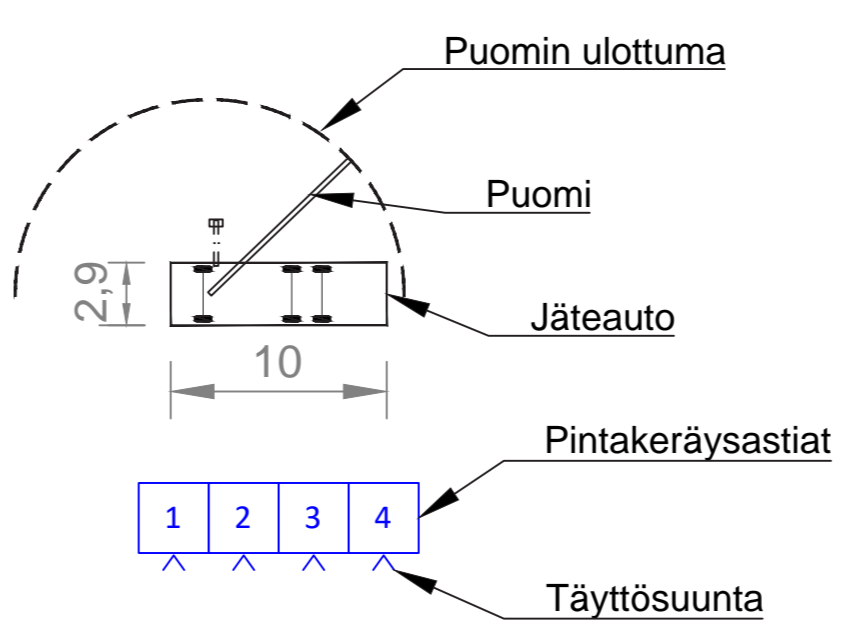 Puomin ulottuma
Puomi
2,9
Jäteauto
10
Pintakeräysastiat
1 2 3 4
Täyttösuunta